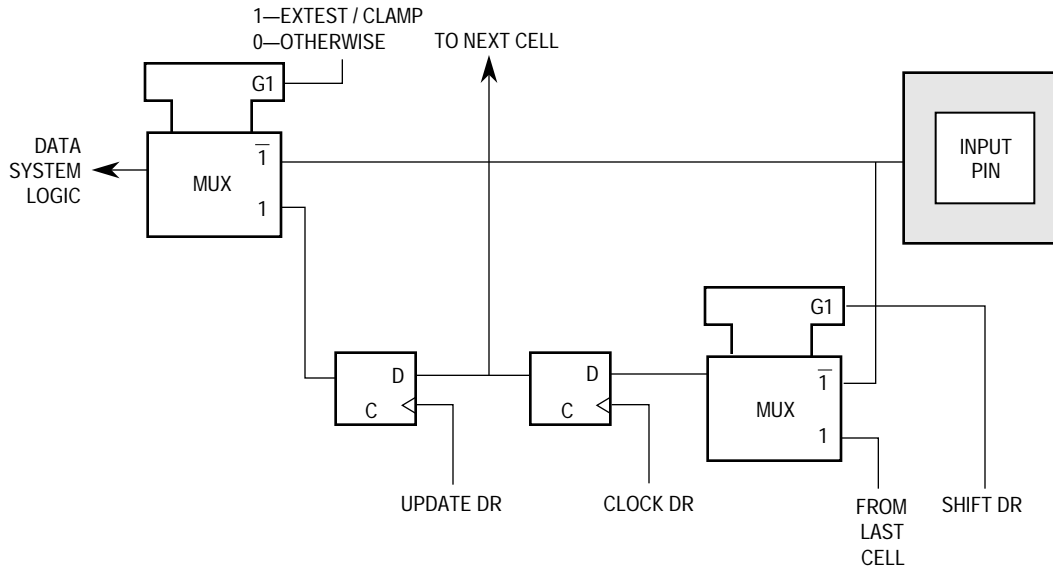 1—EXTEST / CLAMP
0—OTHERWISE
TO NEXT CELL
G1
DATA
SYSTEM
LOGIC
MUX
1̅
1
INPUT
PIN
G1
D
C
D
C
MUX
1̅
1
UPDATE DR
CLOCK DR
FROM
LAST
CELL
SHIFT DR